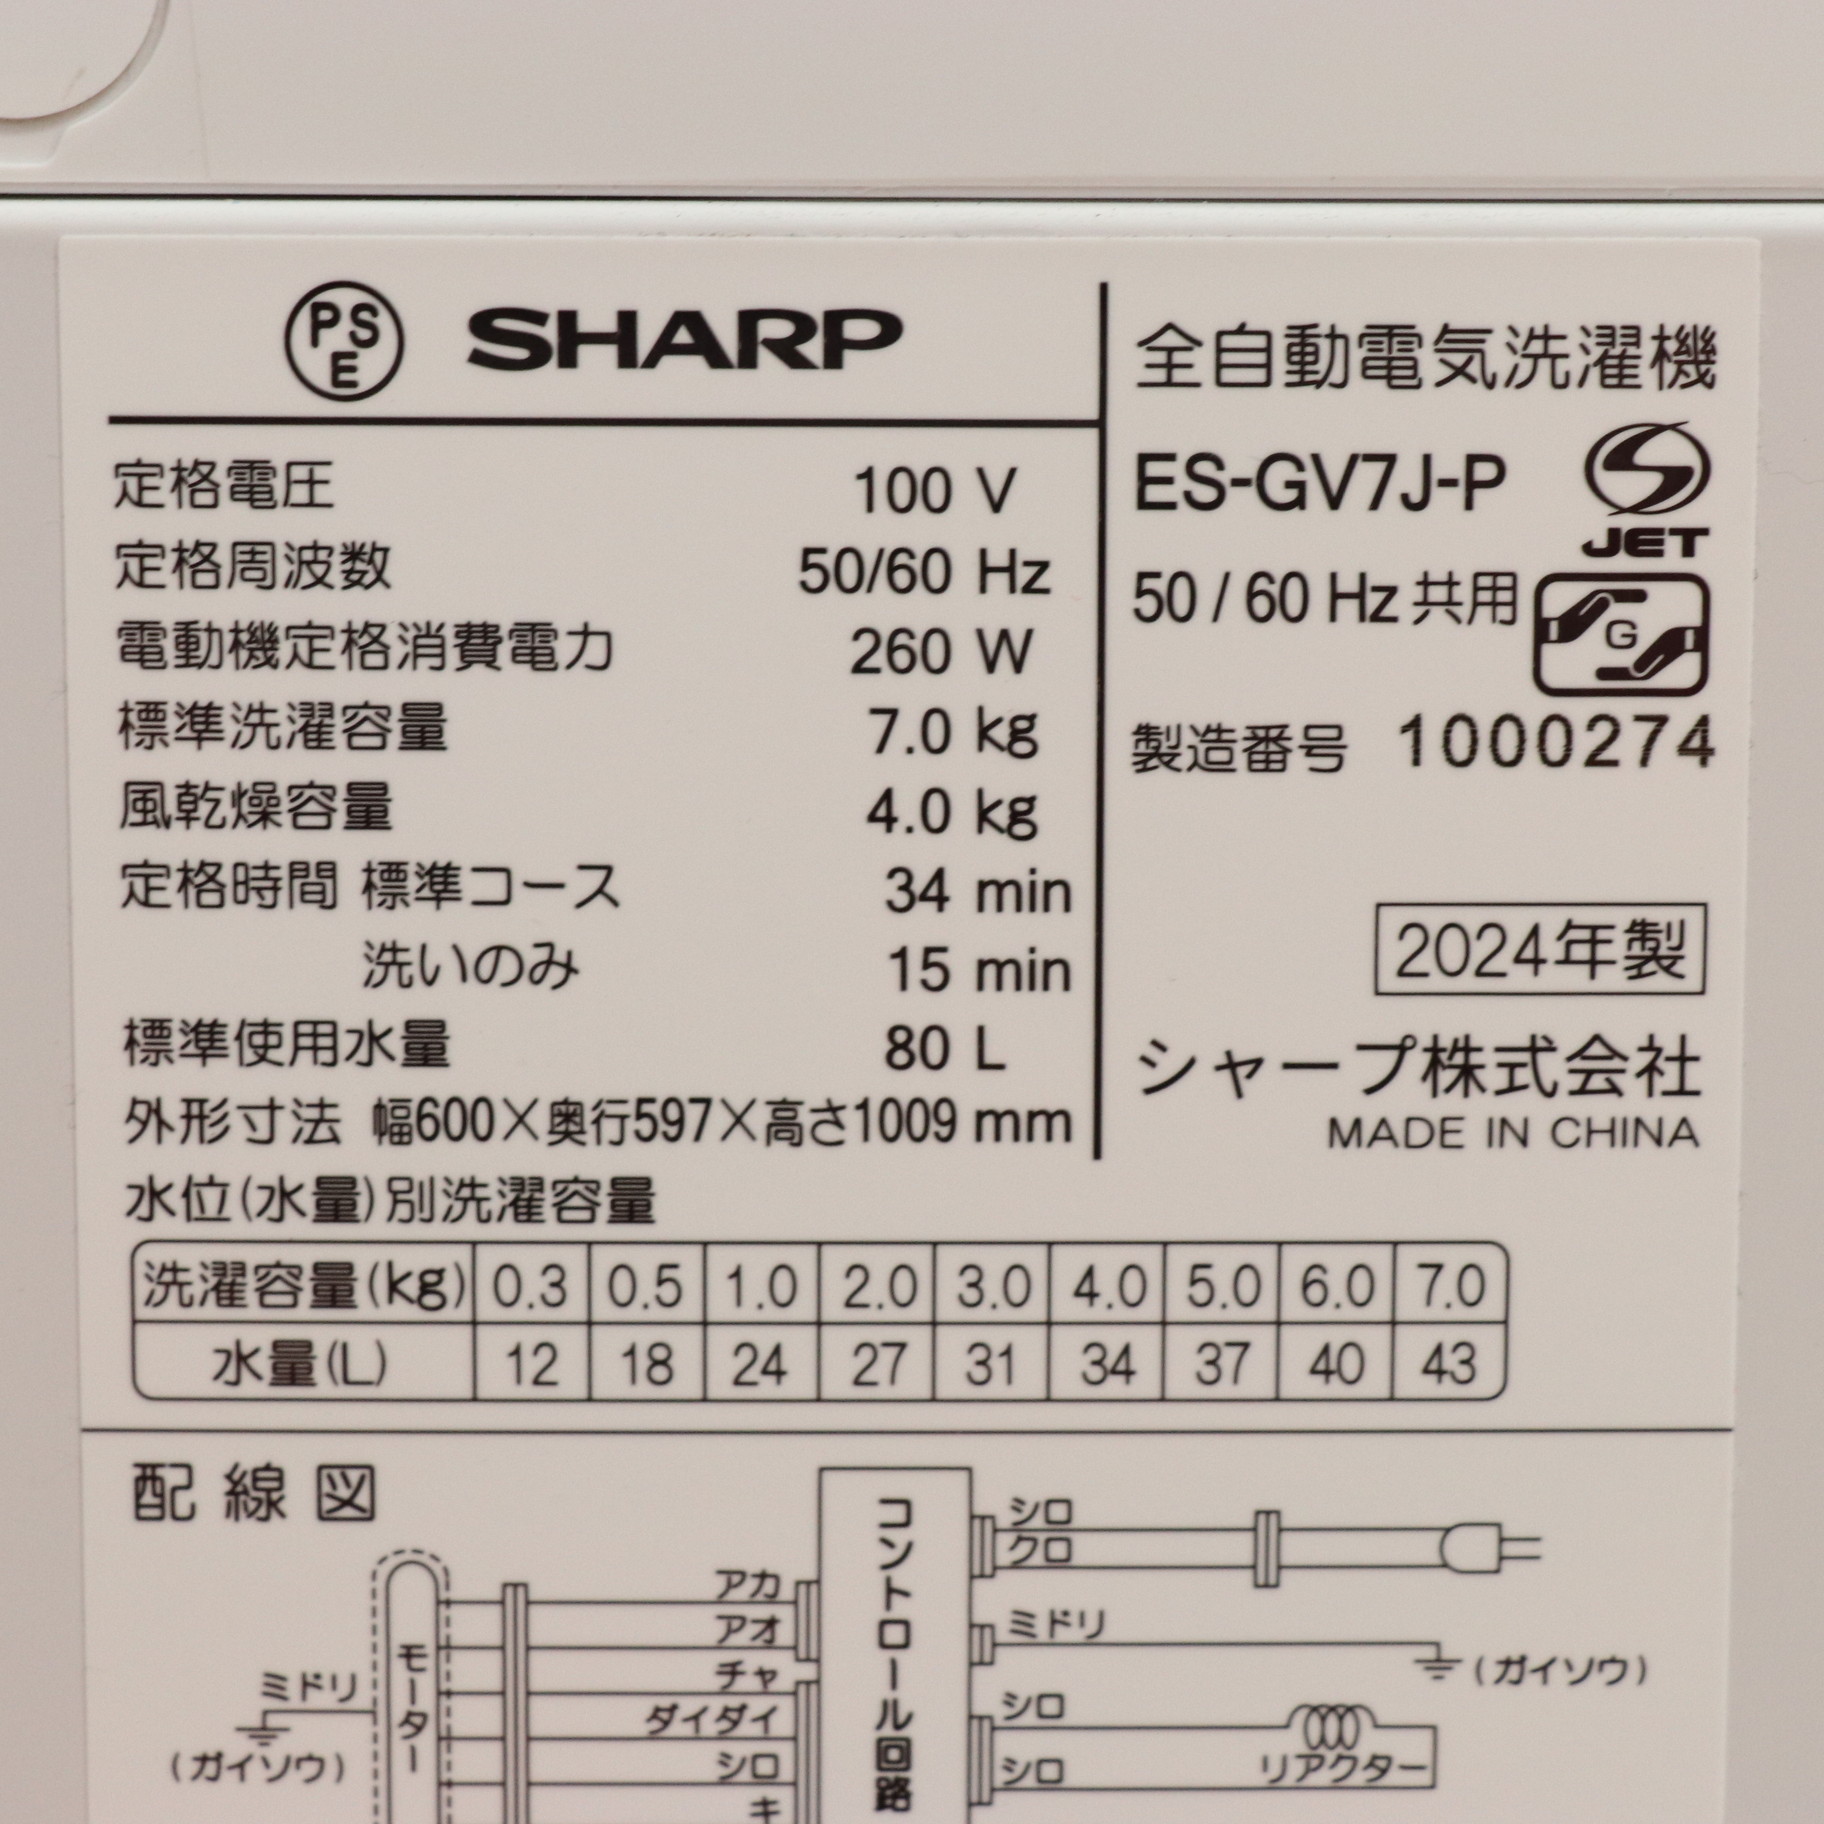 PSE SHARP
定格電圧 100 V
定格周波数 50/60 Hz
電動機定格消費電力 260 W
標準洗濯容量 7.0 kg
風乾燥容量 4.0 kg
定格時間 標準コース 34 min
洗いのみ 15 min
標準使用水量 80 L
外形寸法 幅600×奥行597×高さ1009 mm
全自動電気洗濯機
ES-GV7J-P
JET
50 / 60 Hz 共用
G
製造番号 1000274
2024年製
シャープ株式会社
MADE IN CHINA
水位(水量)別洗濯容量
洗濯容量(kg) 0.3 0.5 1.0 2.0 3.0 4.0 5.0 6.0 7.0
水量(L) 12 18 24 27 31 34 37 40 43
配線図
ミドリ
(ガイソウ)
モーター
アカ
アオ
チャ
ダイダイ
シロ
キ
コントロール回路
シロ
クロ
ミドリ
(ガイソウ)
シロ
リアクター
シロ